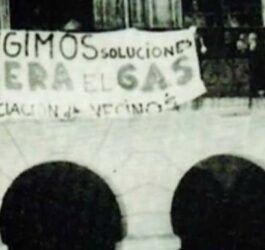 GIMOS SOLUCIONES
ERA EL GAS
CIACION de VECINOS